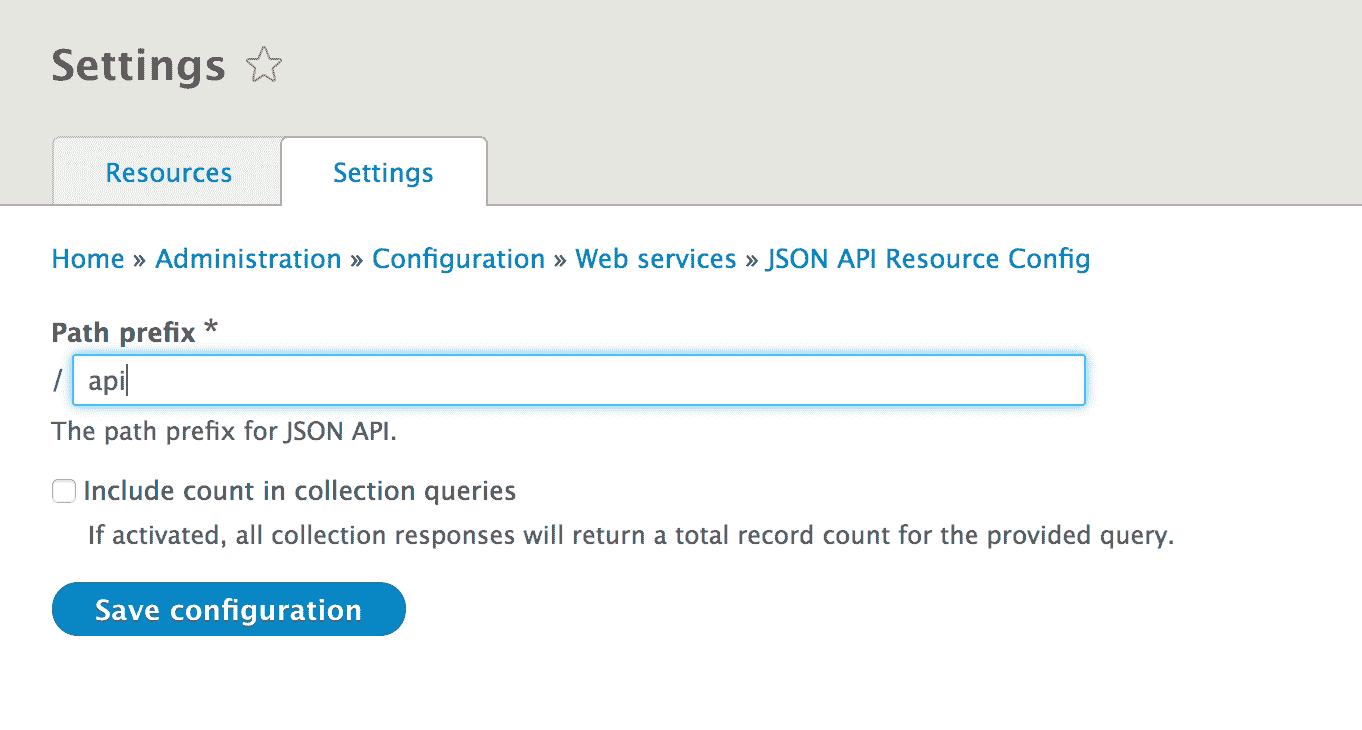 Settings
Resources Settings
Home » Administration » Configuration » Web services » JSON API Resource Config
Path prefix *
/ api
The path prefix for JSON API.
Include count in collection queries
If activated, all collection responses will return a total record count for the provided query.
Save configuration